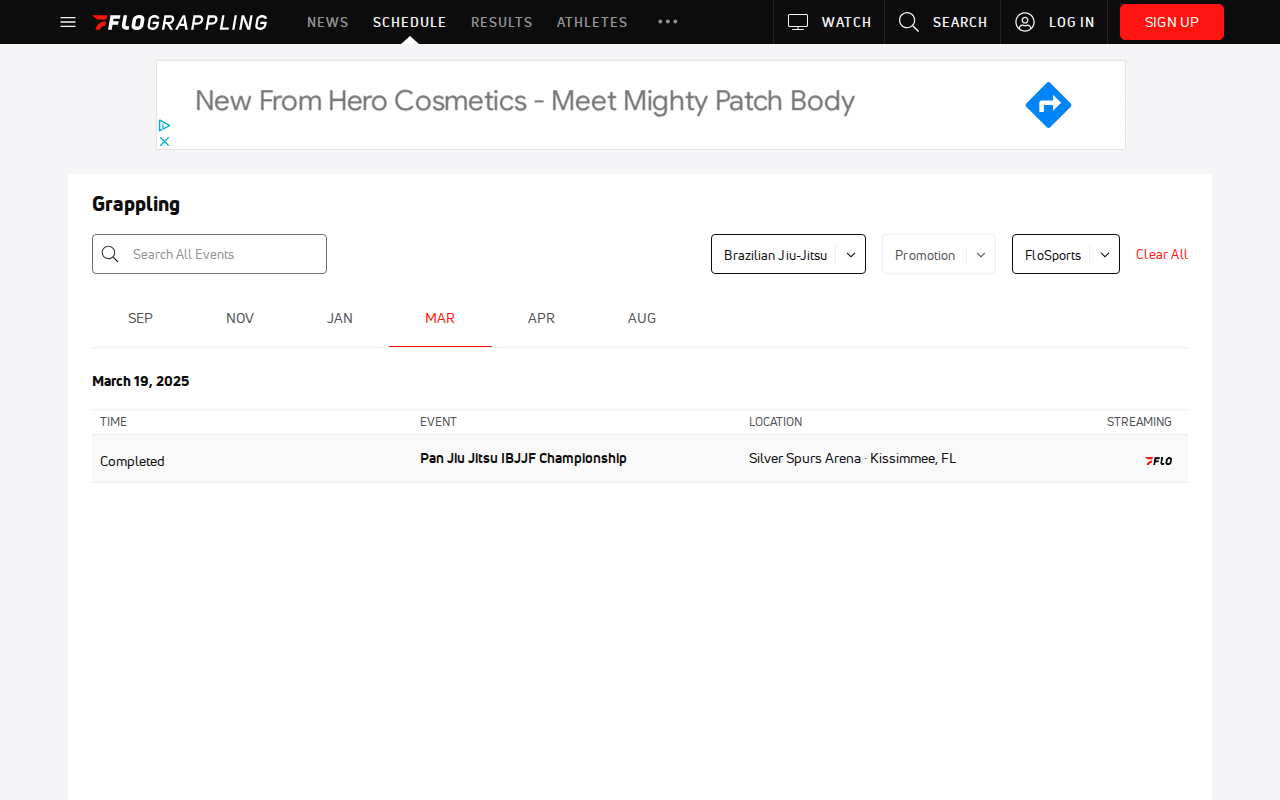 FLOGRAPPLING NEWS SCHEDULE RESULTS ATHLETES WATCH SEARCH LOG IN SIGN UP
New From Hero Cosmetics - Meet Mighty Patch Body
Grappling
Search All Events Brazilian Jiu-Jitsu Promotion FloSports Clear All
SEP NOV JAN MAR APR AUG
March 19, 2025
TIME EVENT LOCATION STREAMING
Completed Pan Jiu Jitsu IBJJF Championship Silver Spurs Arena · Kissimmee, FL FLO